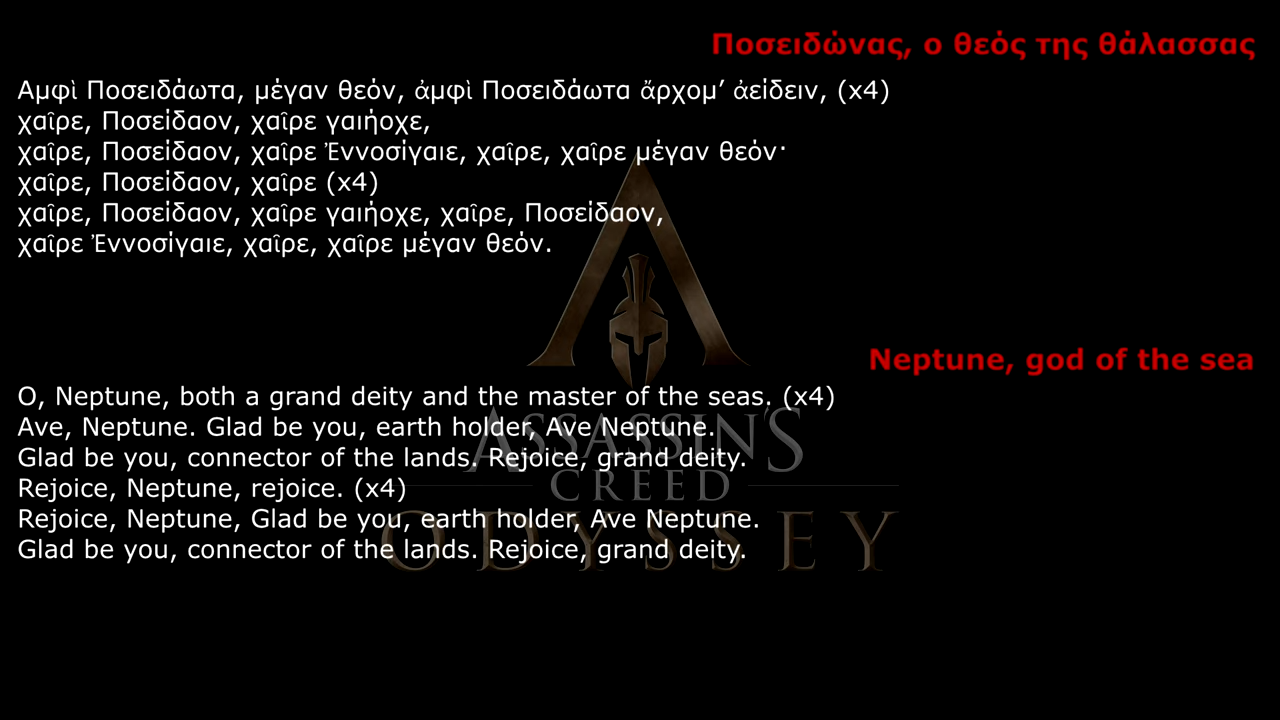 Ποσειδώνας, ο θεός της θάλασσας
Αμφὶ Ποσειδάωτα, μέγαν θεόν, ἀμφὶ Ποσειδάωτα ἄρχομ’ ἀείδειν, (x4)
χαῖρε, Ποσείδαον, χαῖρε γαιήοχε,
χαῖρε, Ποσείδαον, χαῖρε Ἐννοσίγαιε, χαῖρε, χαῖρε μέγαν θεόν·
χαῖρε, Ποσείδαον, χαῖρε (x4)
χαῖρε, Ποσείδαον, χαῖρε γαιήοχε, χαῖρε, Ποσείδαον,
χαῖρε Ἐννοσίγαιε, χαῖρε, χαῖρε μέγαν θεόν.
Neptune, god of the sea
O, Neptune, both a grand deity and the master of the seas. (x4)
Ave, Neptune. Glad be you, earth holder, Ave Neptune.
Glad be you, connector of the lands. Rejoice, grand deity.
Rejoice, Neptune, rejoice. (x4)
Rejoice, Neptune, Glad be you, earth holder, Ave Neptune.
Glad be you, connector of the lands. Rejoice, grand deity.
ASSASSIN'S
CREED
ODYSSEY